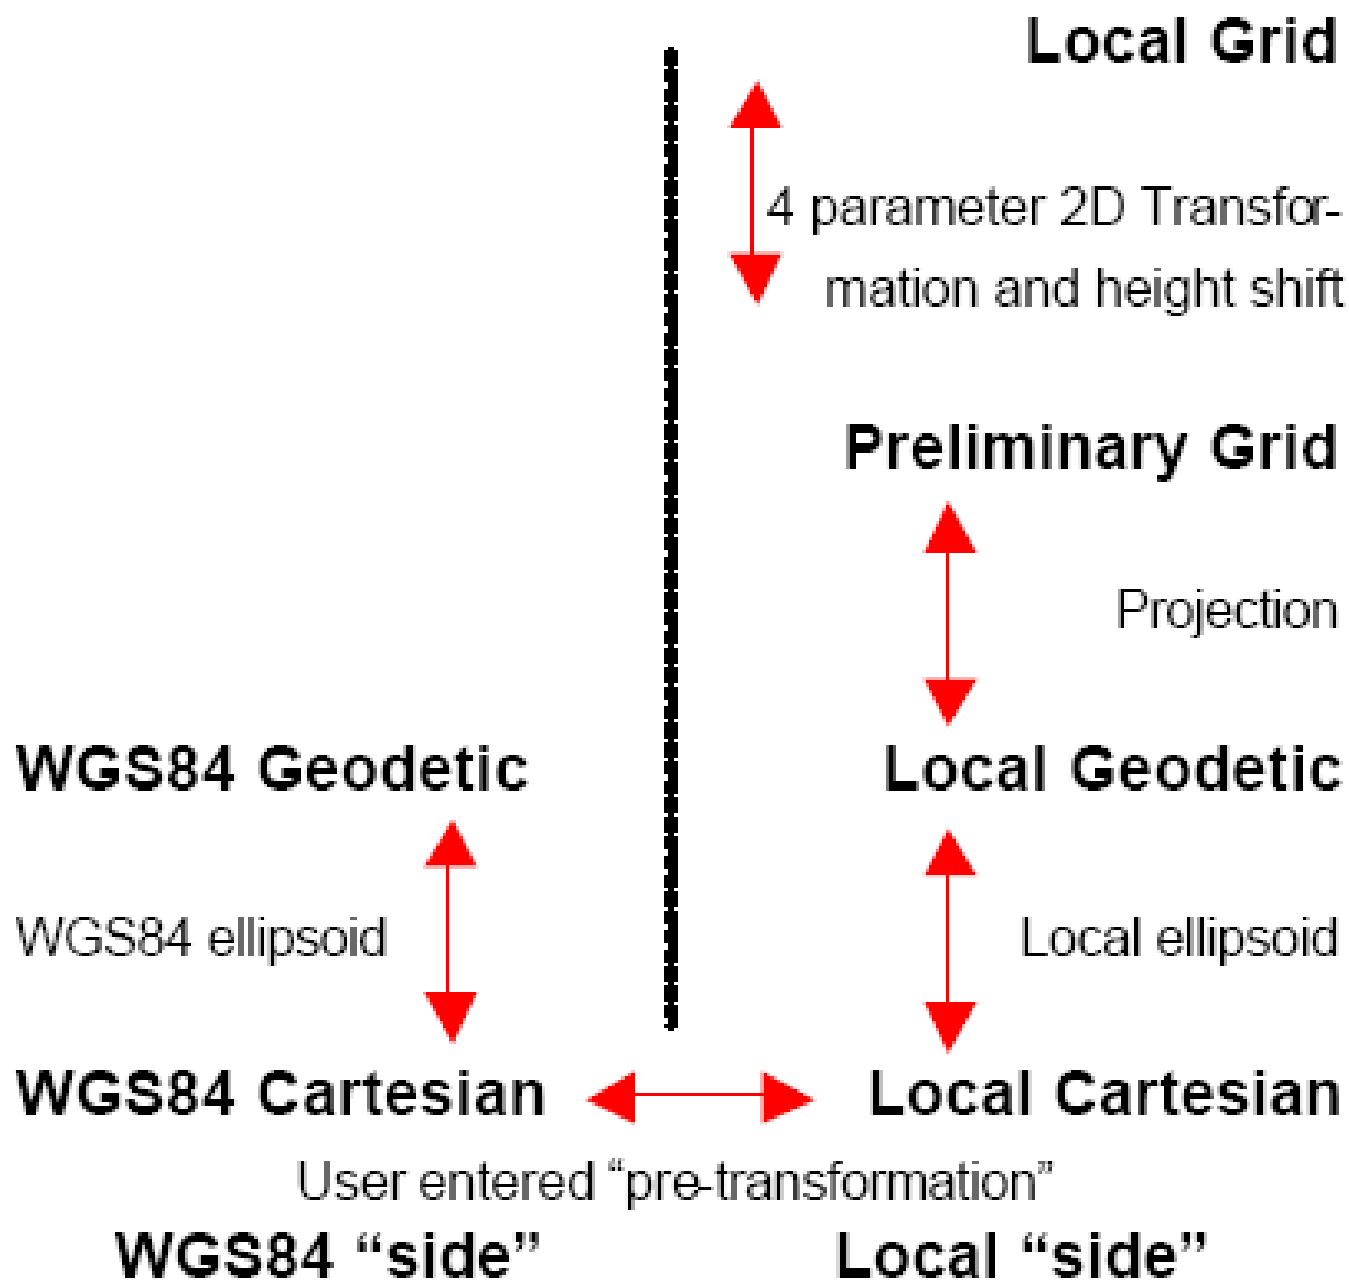 Local Grid
4 parameter 2D Transfor-
mation and height shift
Preliminary Grid
Projection
WGS84 Geodetic
Local Geodetic
WGS84 ellipsoid
Local ellipsoid
WGS84 Cartesian
Local Cartesian
User entered “pre-transformation”
WGS84 “side”
Local “side”